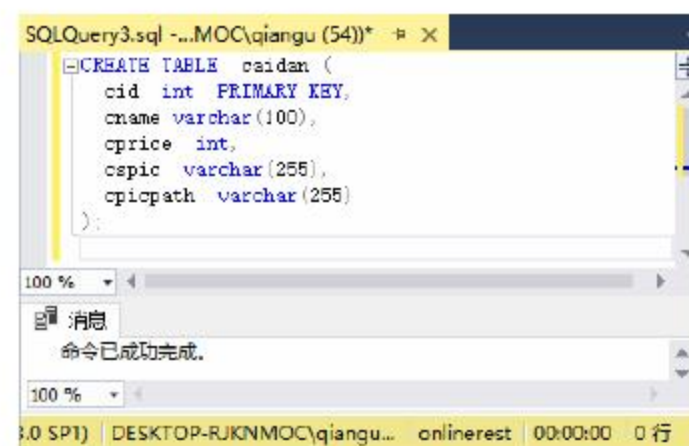 SQLQuery3.sql -...MOC\qiangu (54))*
CREATE TABLE caidan (
cid int PRIMARY KEY,
cname varchar(100),
cprice int,
cspic varchar(255),
cpicpath varchar(255)
);
100 %
消息
命令已成功完成。
100 %
3.0 SP1) DESKTOP-RJKNMOC\qiangu... onlinerest 00:00:00 0 行